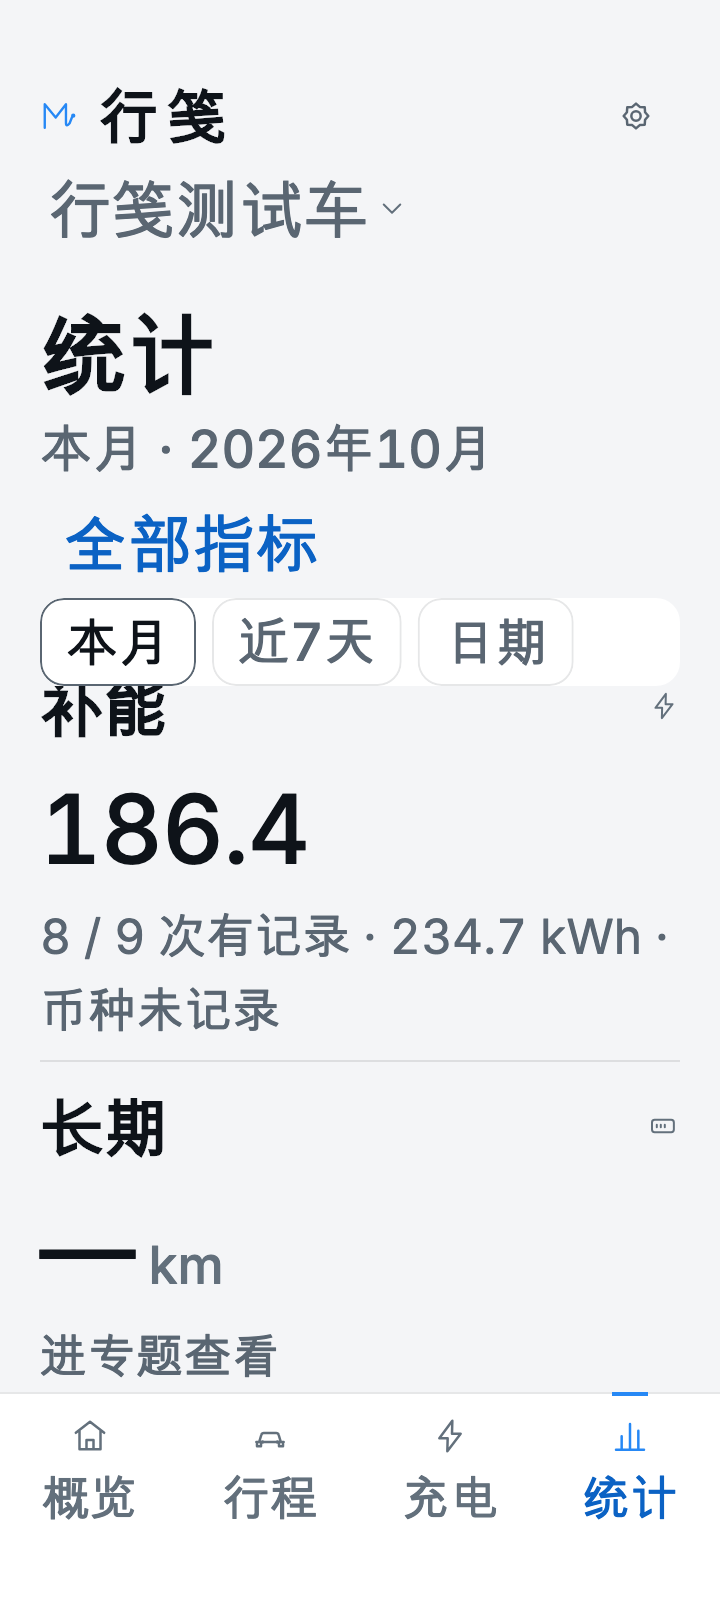 行笺
行笺测试车
统计
本月 · 2026年10月
全部指标
本月 近7天 日期
补能
186.4
8 / 9 次有记录 · 234.7 kWh ·
币种未记录
长期
— km
进专题查看
概览 行程 充电 统计